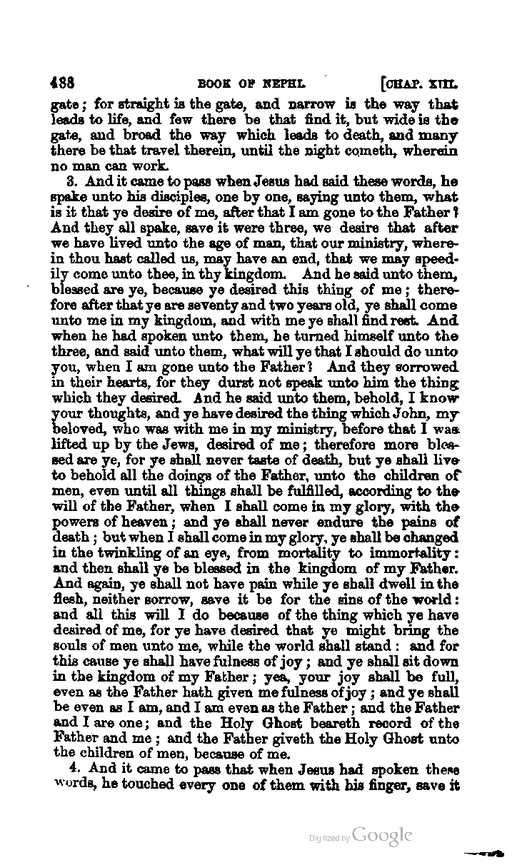 488 BOOK OF NEPHI. [CHAP. XIII.
gate; for straight is the gate, and narrow is the way that
leads to life, and few there be that find it, but wide is the
gate, and broad the way which leads to death, and many
there be that travel therein, until the night cometh, wherein
no man can work.
3. And it came to pass when Jesus had said these words, he
spake unto his disciples, one by one, saying unto them, what
is it that ye desire of me, after that I am gone to the Father?
And they all spake, save it were three, we desire that after
we have lived unto the age of man, that our ministry, where-
in thou hast called us, may have an end, that we may speed-
ily come unto thee, in thy kingdom. And he said unto them,
blessed are ye, because ye desired this thing of me; there-
fore after that ye are seventy and two years old, ye shall come
unto me in my kingdom, and with me ye shall find rest. And
when he had spoken unto them, he turned himself unto the
three, and said unto them, what will ye that I should do unto
you, when I am gone unto the Father? And they sorrowed
in their hearts, for they durst not speak unto him the thing
which they desired. And he said unto them, behold, I know
your thoughts, and ye have desired the thing which John, my
beloved, who was with me in my ministry, before that I was
lifted up by the Jews, desired of me; therefore more bles-
sed are ye, for ye shall never taste of death, but ye shall live
to behold all the doings of the Father, unto the children of
men, even until all things shall be fulfilled, according to the
will of the Father, when I shall come in my glory, with the
powers of heaven; and ye shall never endure the pains of
death; but when I shall come in my glory, ye shall be changed
in the twinkling of an eye, from mortality to immortality:
and then shall ye be blessed in the kingdom of my Father.
And again, ye shall not have pain while ye shall dwell in the
flesh, neither sorrow, save it be for the sins of the world:
and all this will I do because of the thing which ye have
desired of me, for ye have desired that ye might bring the
souls of men unto me, while the world shall stand: and for
this cause ye shall have fulness of joy; and ye shall sit down
in the kingdom of my Father; yea, your joy shall be full,
even as the Father hath given me fulness of joy; and ye shall
be even as I am, and I am even as the Father; and the Father
and I are one; and the Holy Ghost beareth record of the
Father and me; and the Father giveth the Holy Ghost unto
the children of men, because of me.
4. And it came to pass that when Jesus had spoken these
words, he touched every one of them with his finger, save it
Digitized by Google